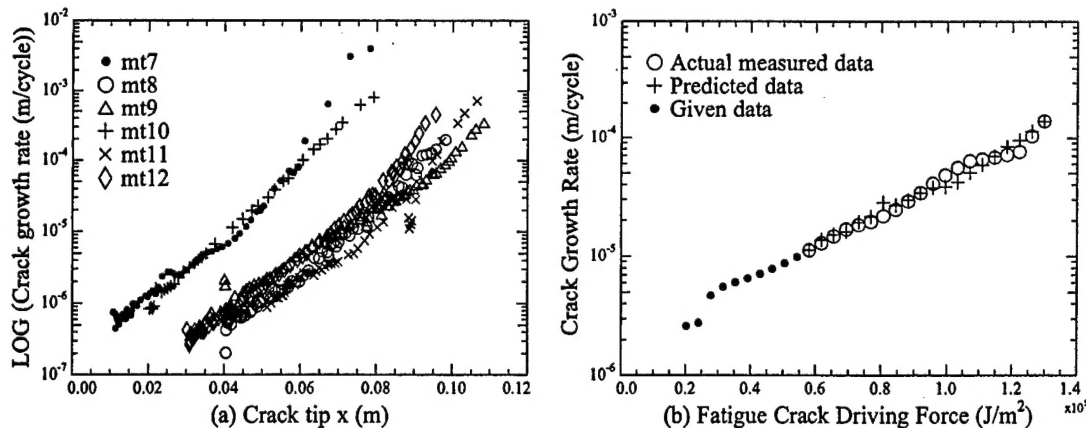 LOG ((Crack growth rate (m/cycle))
10⁻²
10⁻³
10⁻⁴
10⁻⁵
10⁻⁶
10⁻⁷
mt7
mt8
mt9
mt10
mt11
mt12
0.00 0.02 0.04 0.06 0.08 0.10 0.12
(a) Crack tip x (m)
Crack Growth Rate (m/cycle)
10⁻³
10⁻⁴
10⁻⁵
10⁻⁶
Actual measured data
Predicted data
Given data
0.0 0.2 0.4 0.6 0.8 1.0 1.2 1.4
(b) Fatigue Crack Driving Force (J/m²)